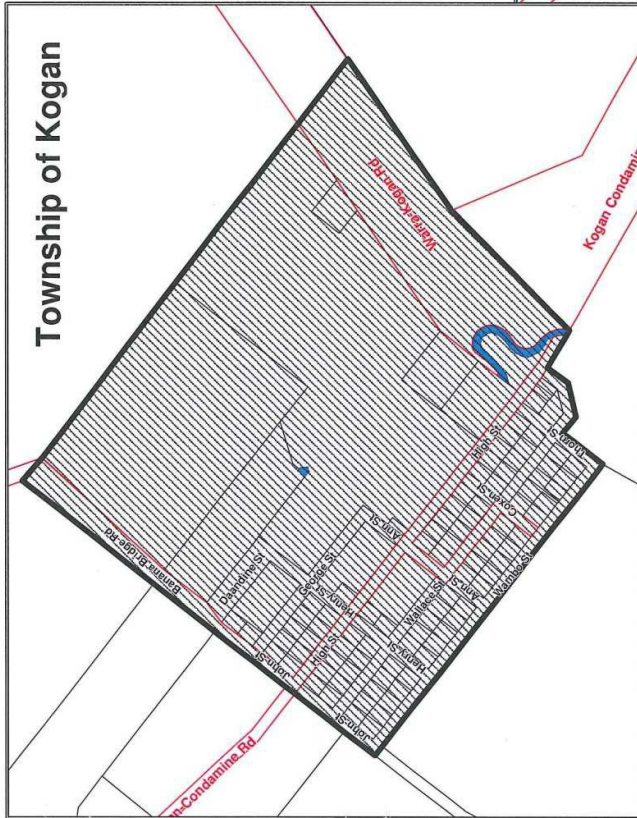 Township of Kogan
Warra-Kogan-Rd
Kogan Condamin
Banana Bridge Rd
Daandine St
George St
Ann St
High St
Thorn St
Coxen St
Henry St
Wallace St
Ann St
Wambo St
John St
High St
Henry St
John St
n-Condamine Rd